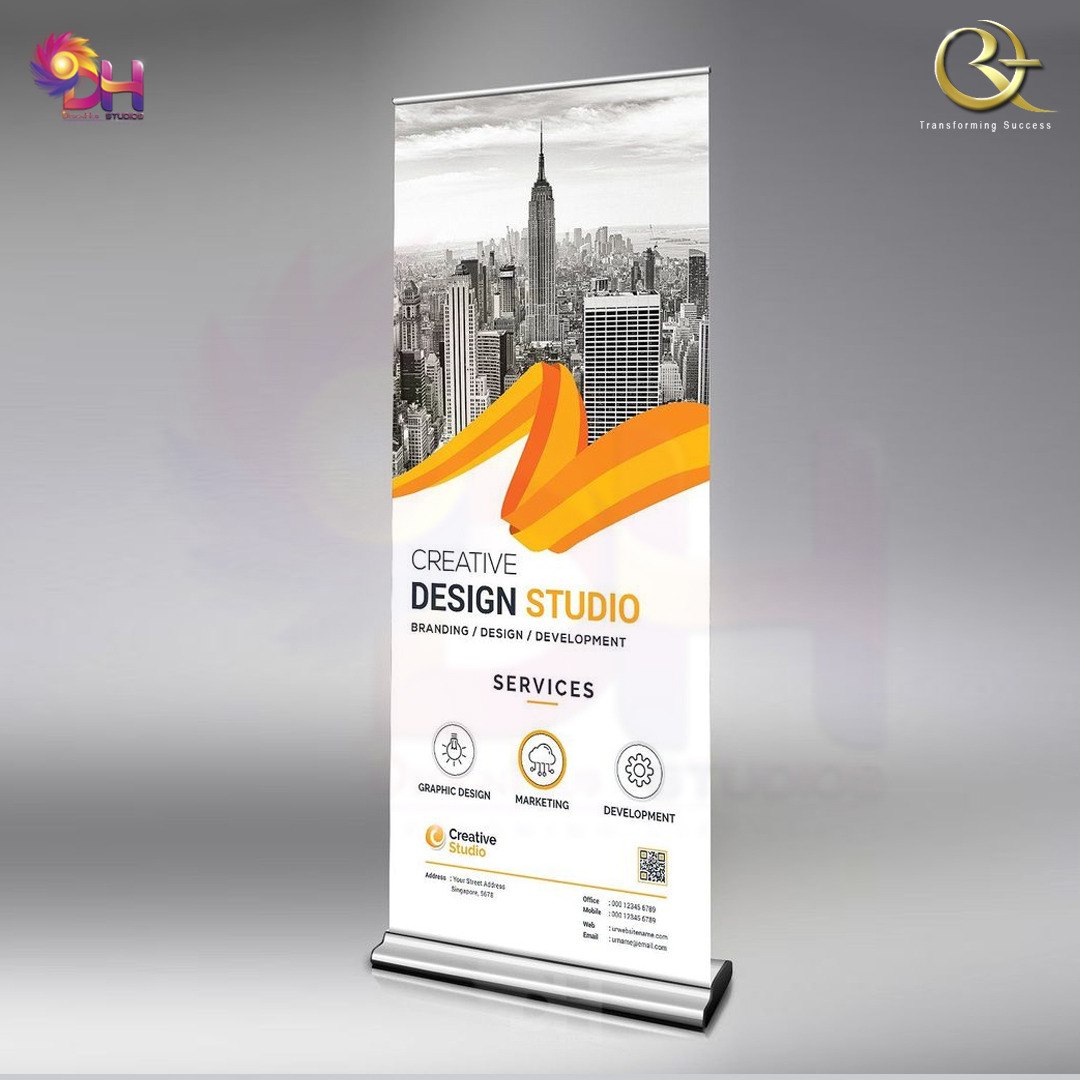 DH
STUDIOS
Transforming Success
CREATIVE
DESIGN STUDIO
BRANDING / DESIGN / DEVELOPMENT
SERVICES
GRAPHIC DESIGN
MARKETING
DEVELOPMENT
Creative
Studio
Address : Your Street Address
Singapore, 5678
Office : 000 12345 6789
Mobile : 000 12345 6789
Web : urwebsitename.com
Email : urname@email.com